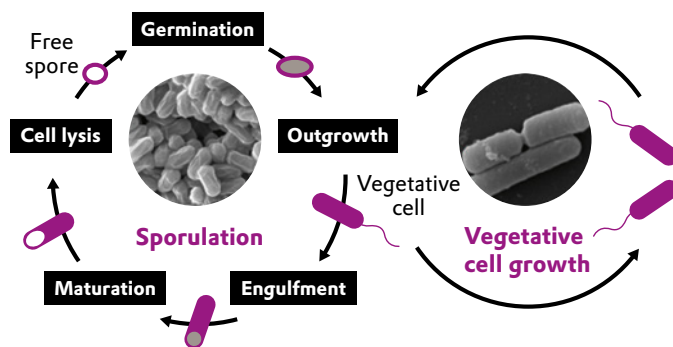 Germination
Free
spore
Cell lysis
Outgrowth
Vegetative
cell
Sporulation
Vegetative
cell growth
Maturation
Engulfment